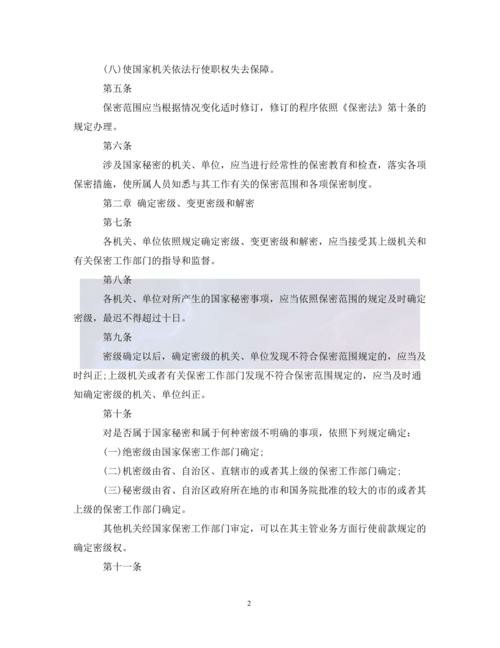 (八)使国家机关依法行使职权失去保障。
第五条
保密范围应当根据情况变化适时修订，修订的程序依照《保密法》第十条的
规定办理。
第六条
涉及国家秘密的机关、单位，应当进行经常性的保密教育和检查，落实各项
保密措施，使所属人员知悉与其工作有关的保密范围和各项保密制度。
第二章 确定密级、变更密级和解密
第七条
各机关、单位依照规定确定密级、变更密级和解密，应当接受其上级机关和
有关保密工作部门的指导和监督。
第八条
各机关、单位对所产生的国家秘密事项，应当依照保密范围的规定及时确定
密级，最迟不得超过十日。
第九条
密级确定以后，确定密级的机关、单位发现不符合保密范围规定的，应当及
时纠正;上级机关或者有关保密工作部门发现不符合保密范围规定的，应当及时通
知确定密级的机关、单位纠正。
第十条
对是否属于国家秘密和属于何种密级不明确的事项，依照下列规定确定：
(一)绝密级由国家保密工作部门确定;
(二)机密级由省、自治区、直辖市的或者其上级的保密工作部门确定;
(三)秘密级由省、自治区政府所在地的市和国务院批准的较大的市的或者其
上级的保密工作部门确定。
其他机关经国家保密工作部门审定，可以在其主管业务方面行使前款规定的
确定密级权。
第十一条
2